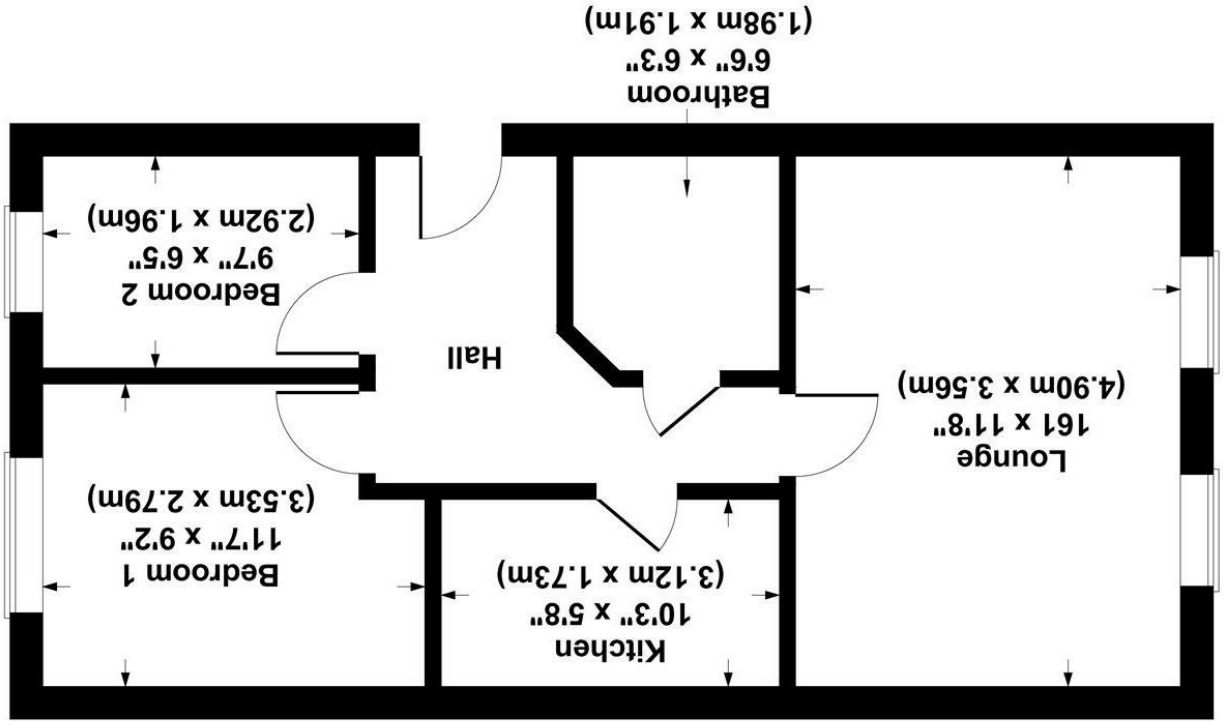 Kitchen
10'3" x 5'8"
(3.12m x 1.73m)
Bedroom 1
11'7" x 9'2"
(3.53m x 2.79m)
Lounge
161 x 11'8"
(4.90m x 3.56m)
Hall
Bedroom 2
9'7" x 6'5"
(2.92m x 1.96m)
Bathroom
6'6" x 6'3"
(1.98m x 1.91m)